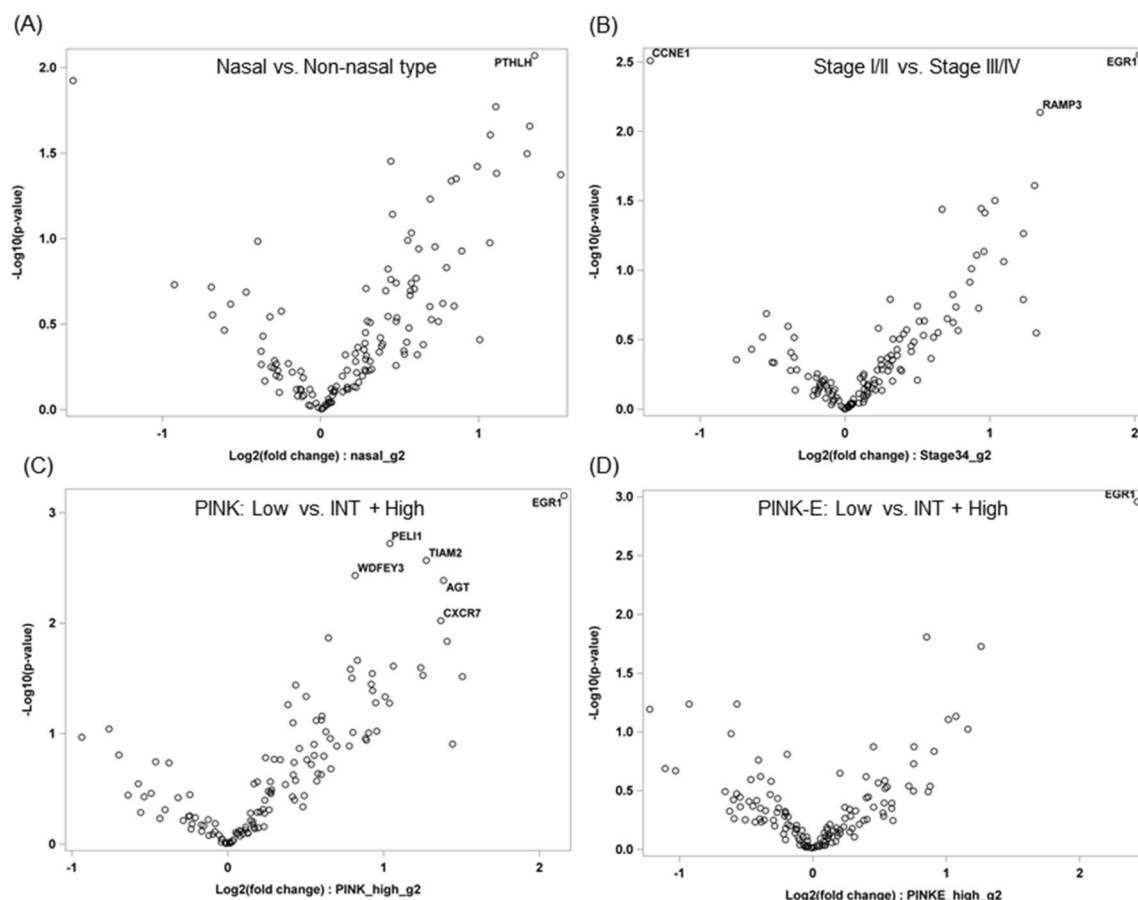 (A)
Nasal vs. Non-nasal type
PTHLH
2.0
1.5
1.0
0.5
0.0
-Log10(p-value)
-1
0
1
Log2(fold change) : nasal_g2
(B)
Stage I/II vs. Stage III/IV
CCNE1
EGR1
RAMP3
2.5
2.5
2.0
1.5
1.0
0.5
0.0
-Log10(p-value)
-1
0
1
2
Log2(fold change) : Stage34_g2
(C)
PINK: Low vs. INT + High
EGR1
PELI1
TIAM2
WDFEY3
AGT
CXCR7
3
2
1
0
-Log10(p-value)
-1
0
1
2
Log2(fold change) : PINK_high_g2
(D)
PINK-E: Low vs. INT + High
EGR1
3.0
2.5
2.0
1.5
1.0
0.5
0.0
-Log10(p-value)
-1
0
1
2
Log2(fold change) : PINKE_high_g2